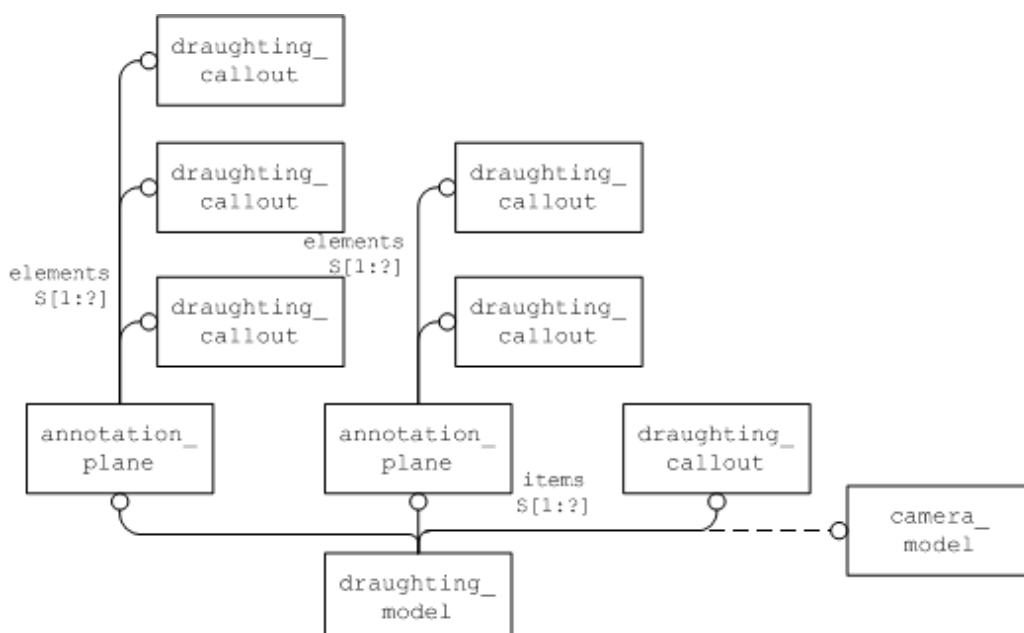 draughting_
callout
draughting_
callout
draughting_
callout
elements
S[1:?]
elements
S[1:?]
draughting_
callout
draughting_
callout
annotation_
plane
annotation_
plane
draughting_
callout
items
S[1:?]
camera_
model
draughting_
model